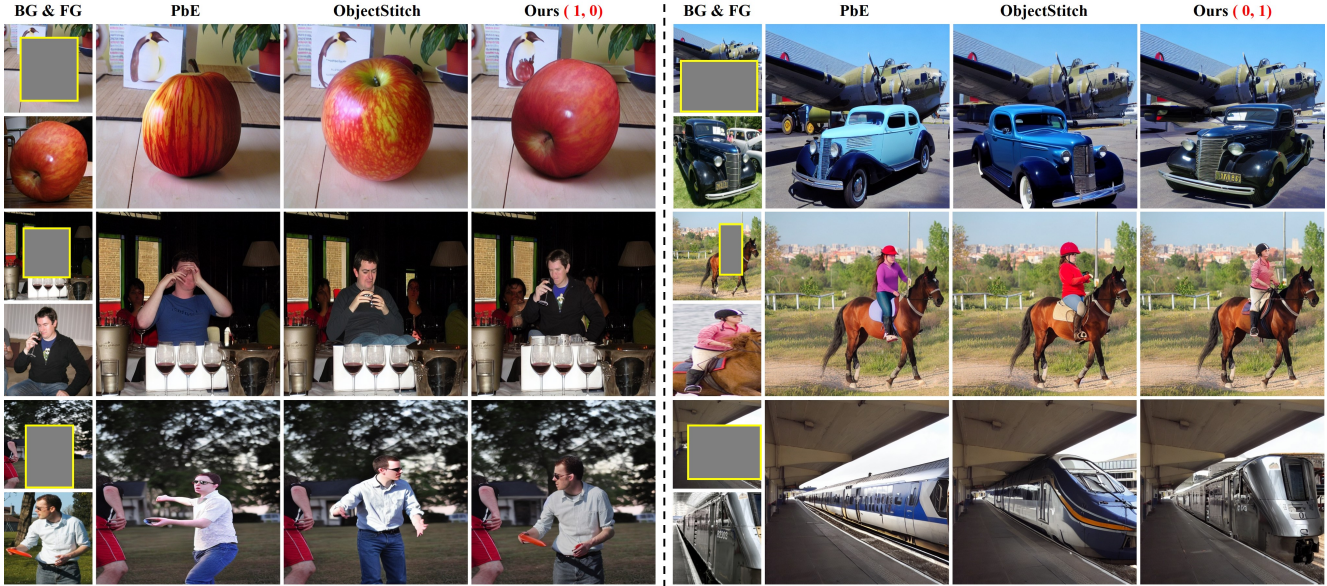 BG & FG PbE ObjectStitch Ours ( 1, 0) BG & FG PbE ObjectStitch Ours ( 0, 1)